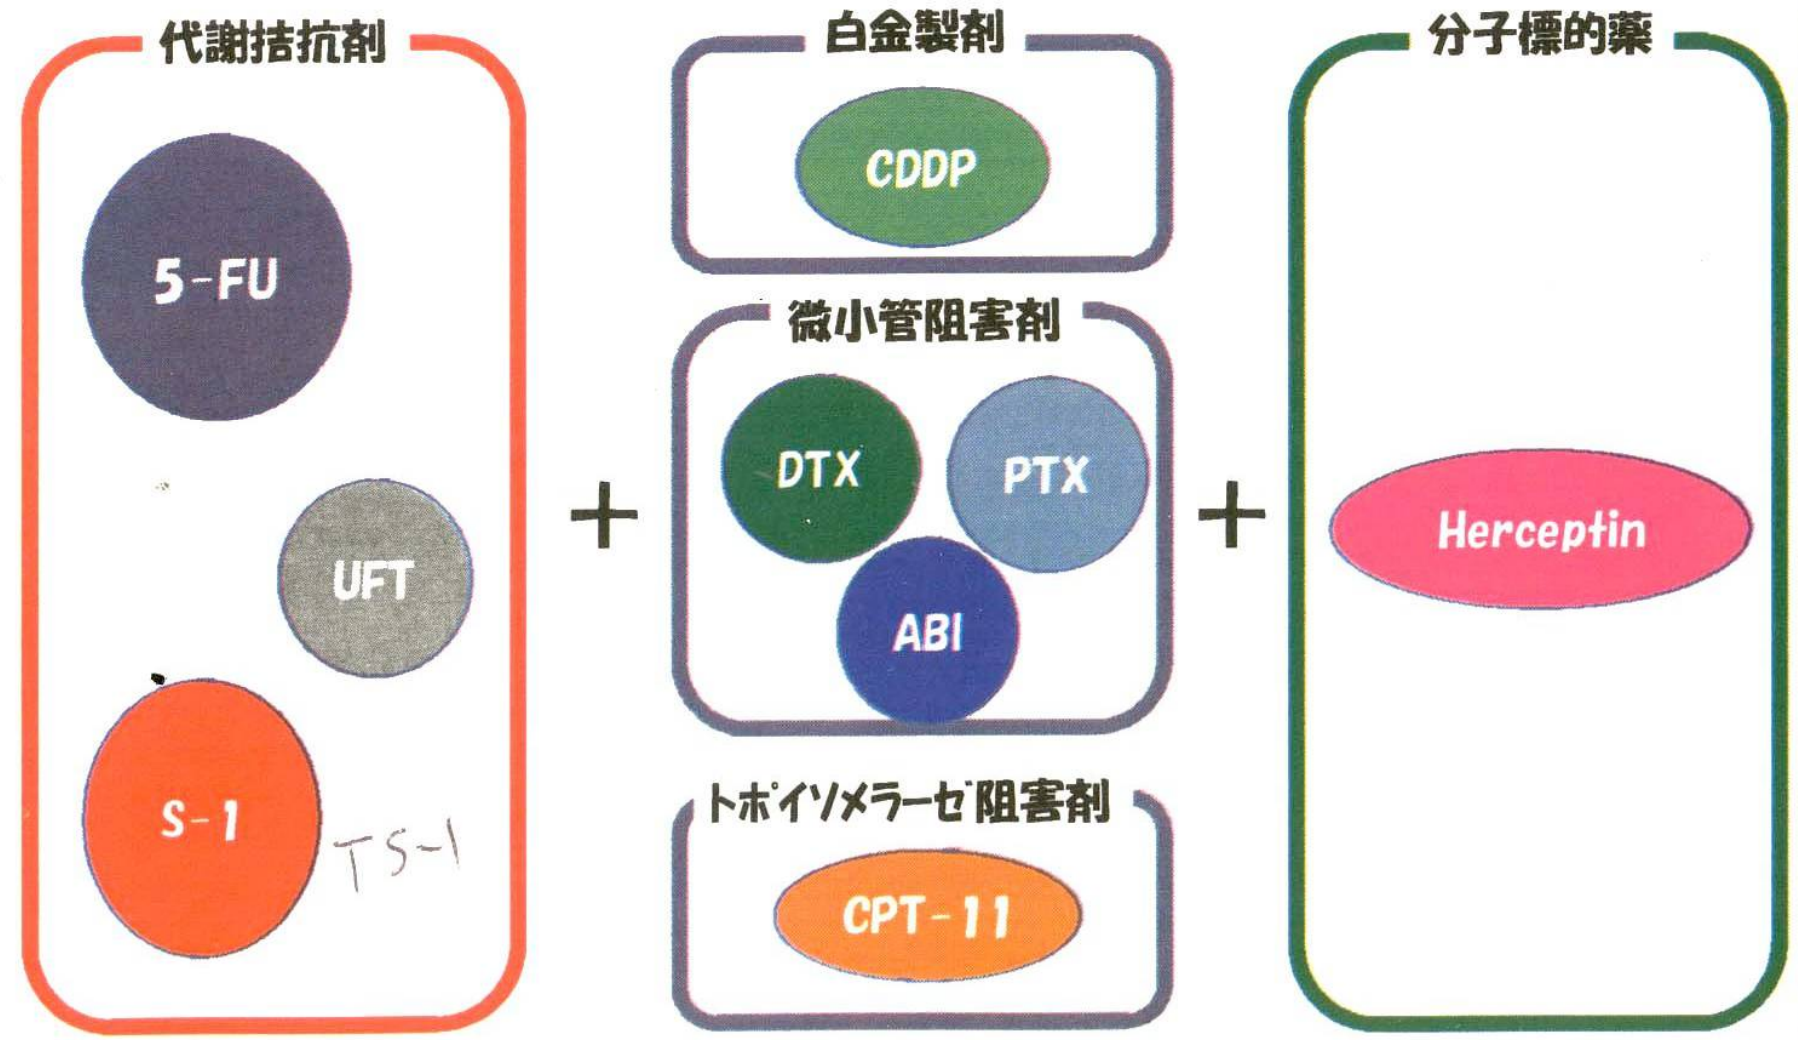 代謝拮抗剤
5-FU
UFT
S-1
TS-1
+
白金製剤
CDDP
微小管阻害剤
DTX
PTX
ABI
トポイソメラーゼ阻害剤
CPT-11
+
分子標的薬
Herceptin